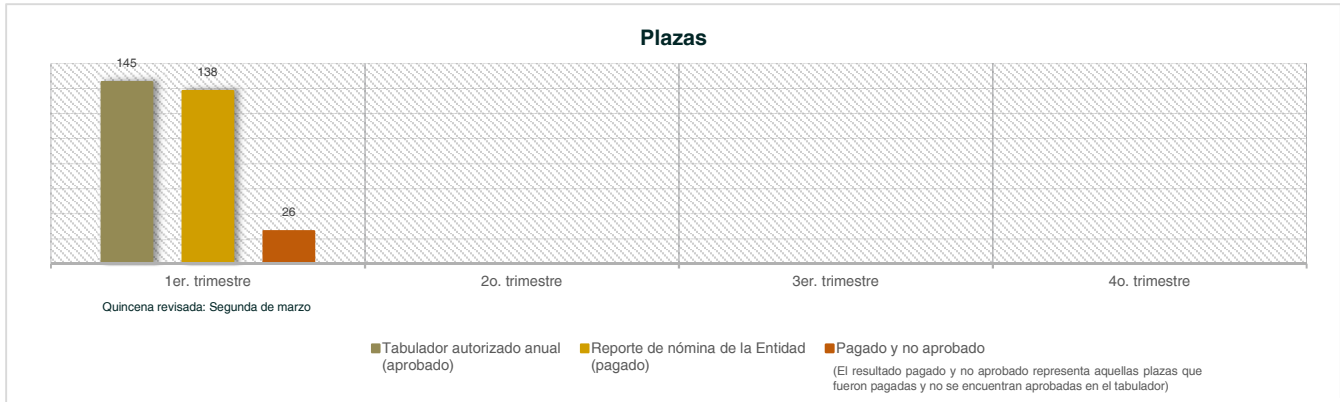 Plazas
145
138
26
1er. trimestre
2o. trimestre
3er. trimestre
4o. trimestre
Quincena revisada: Segunda de marzo
Tabulador autorizado anual
(aprobado)
Reporte de nómina de la Entidad
(pagado)
Pagado y no aprobado
(El resultado pagado y no aprobado representa aquellas plazas que
fueron pagadas y no se encuentran aprobadas en el tabulador)